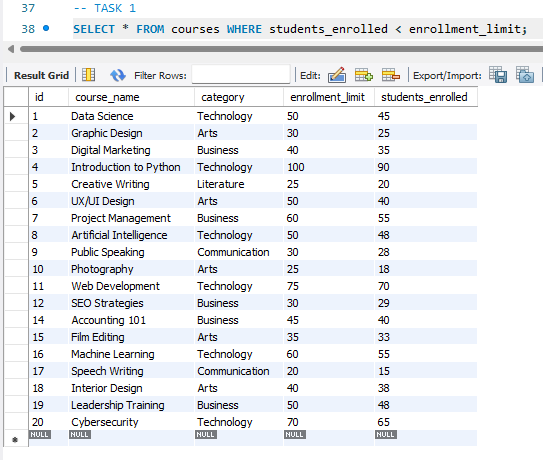 37 -- TASK 1
38 SELECT * FROM courses WHERE students_enrolled < enrollment_limit;
Result Grid Filter Rows: Edit: Export/Import:
id course_name category enrollment_limit students_enrolled
1 Data Science Technology 50 45
2 Graphic Design Arts 30 25
3 Digital Marketing Business 40 35
4 Introduction to Python Technology 100 90
5 Creative Writing Literature 25 20
6 UX/UI Design Arts 50 40
7 Project Management Business 60 55
8 Artificial Intelligence Technology 50 48
9 Public Speaking Communication 30 28
10 Photography Arts 25 18
11 Web Development Technology 75 70
12 SEO Strategies Business 30 29
14 Accounting 101 Business 45 40
15 Film Editing Arts 35 33
16 Machine Learning Technology 60 55
17 Speech Writing Communication 20 15
18 Interior Design Arts 40 38
19 Leadership Training Business 50 48
20 Cybersecurity Technology 70 65
NULL NULL NULL NULL NULL